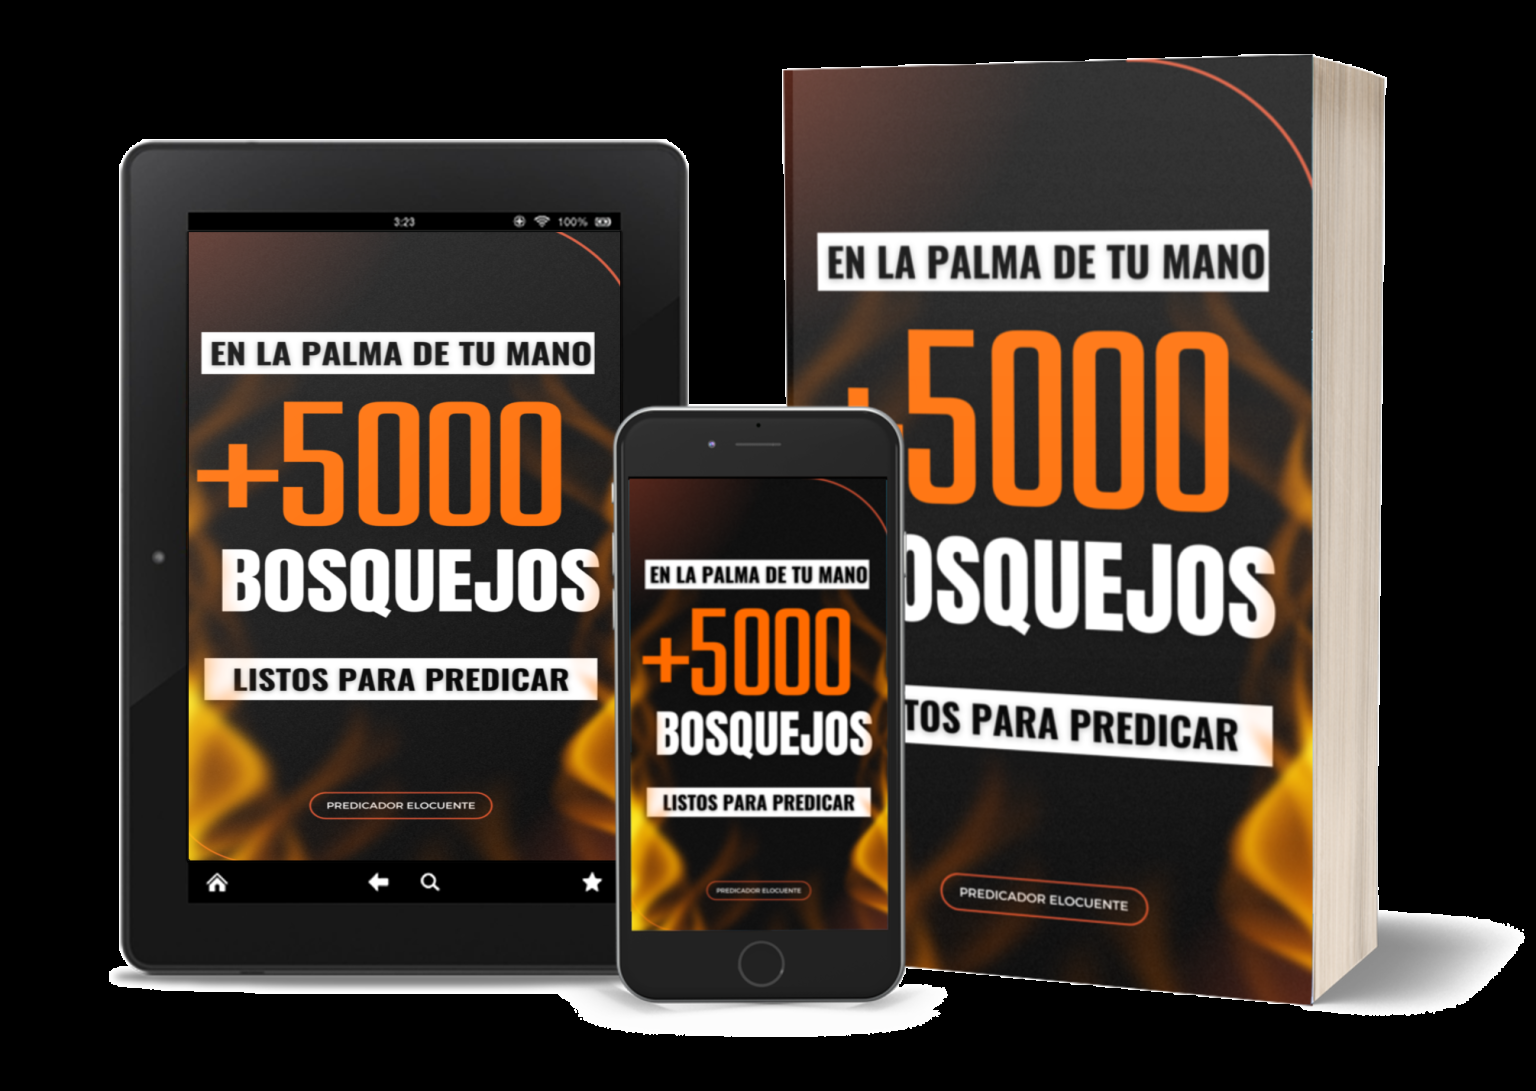 3:23
100%
EN LA PALMA DE TU MANO
+5000
BOSQUEJOS
LISTOS PARA PREDICAR
PREDICADOR ELOCUENTE
EN LA PALMA DE TU MANO
+5000
BOSQUEJOS
LISTOS PARA PREDICAR
PREDICADOR ELOCUENTE
EN LA PALMA DE TU MANO
+5000
OSQUEJOS
TOS PARA PREDICAR
PREDICADOR ELOCUENTE